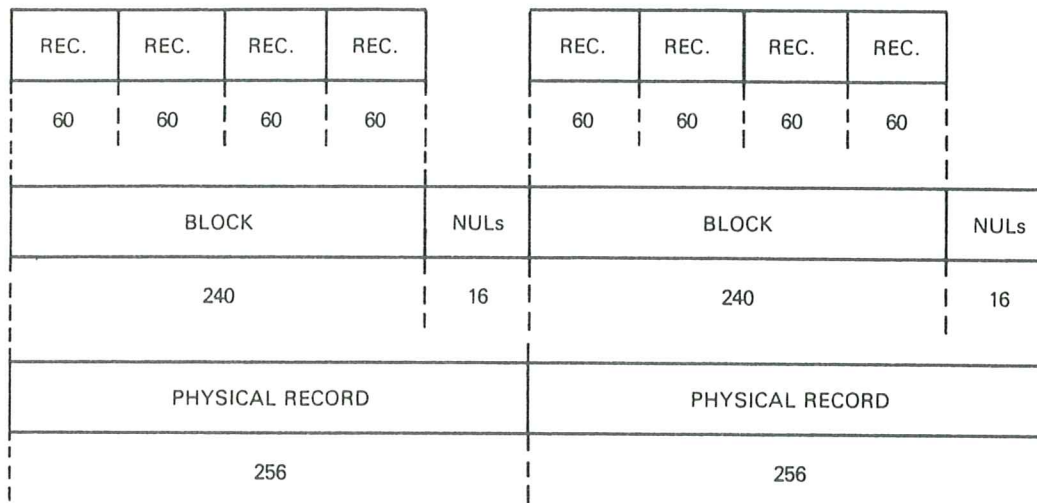 REC. REC. REC. REC. REC. REC. REC. REC.
60 60 60 60 60 60 60 60
BLOCK NULs BLOCK NULs
240 16 240 16
PHYSICAL RECORD PHYSICAL RECORD
256 256